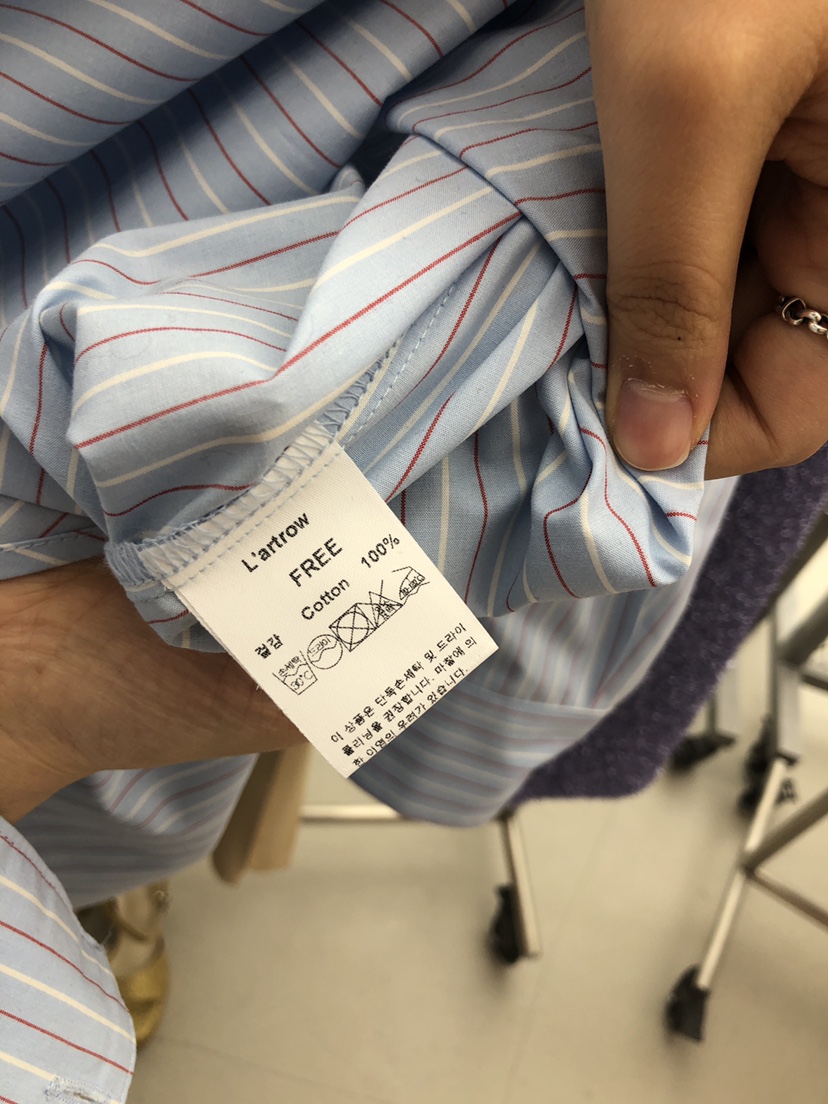 L'artrow
FREE
Cotton 100%
겉감
손세탁
30°C
드라이
이 상품은 단독손세탁 및 드라이
클리닝을 권장합니다. 마찰에 의
한 이염의 우려가 있습니다.